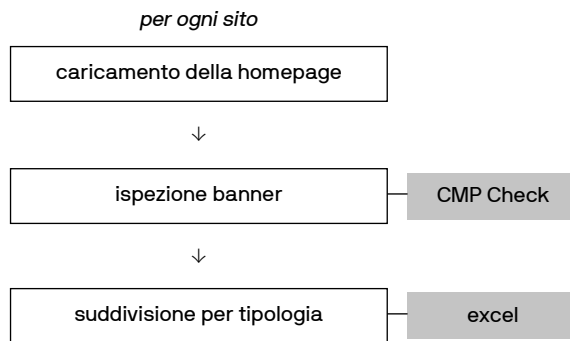 per ogni sito
caricamento della homepage
↓
ispezione banner
CMP Check
↓
suddivisione per tipologia
excel